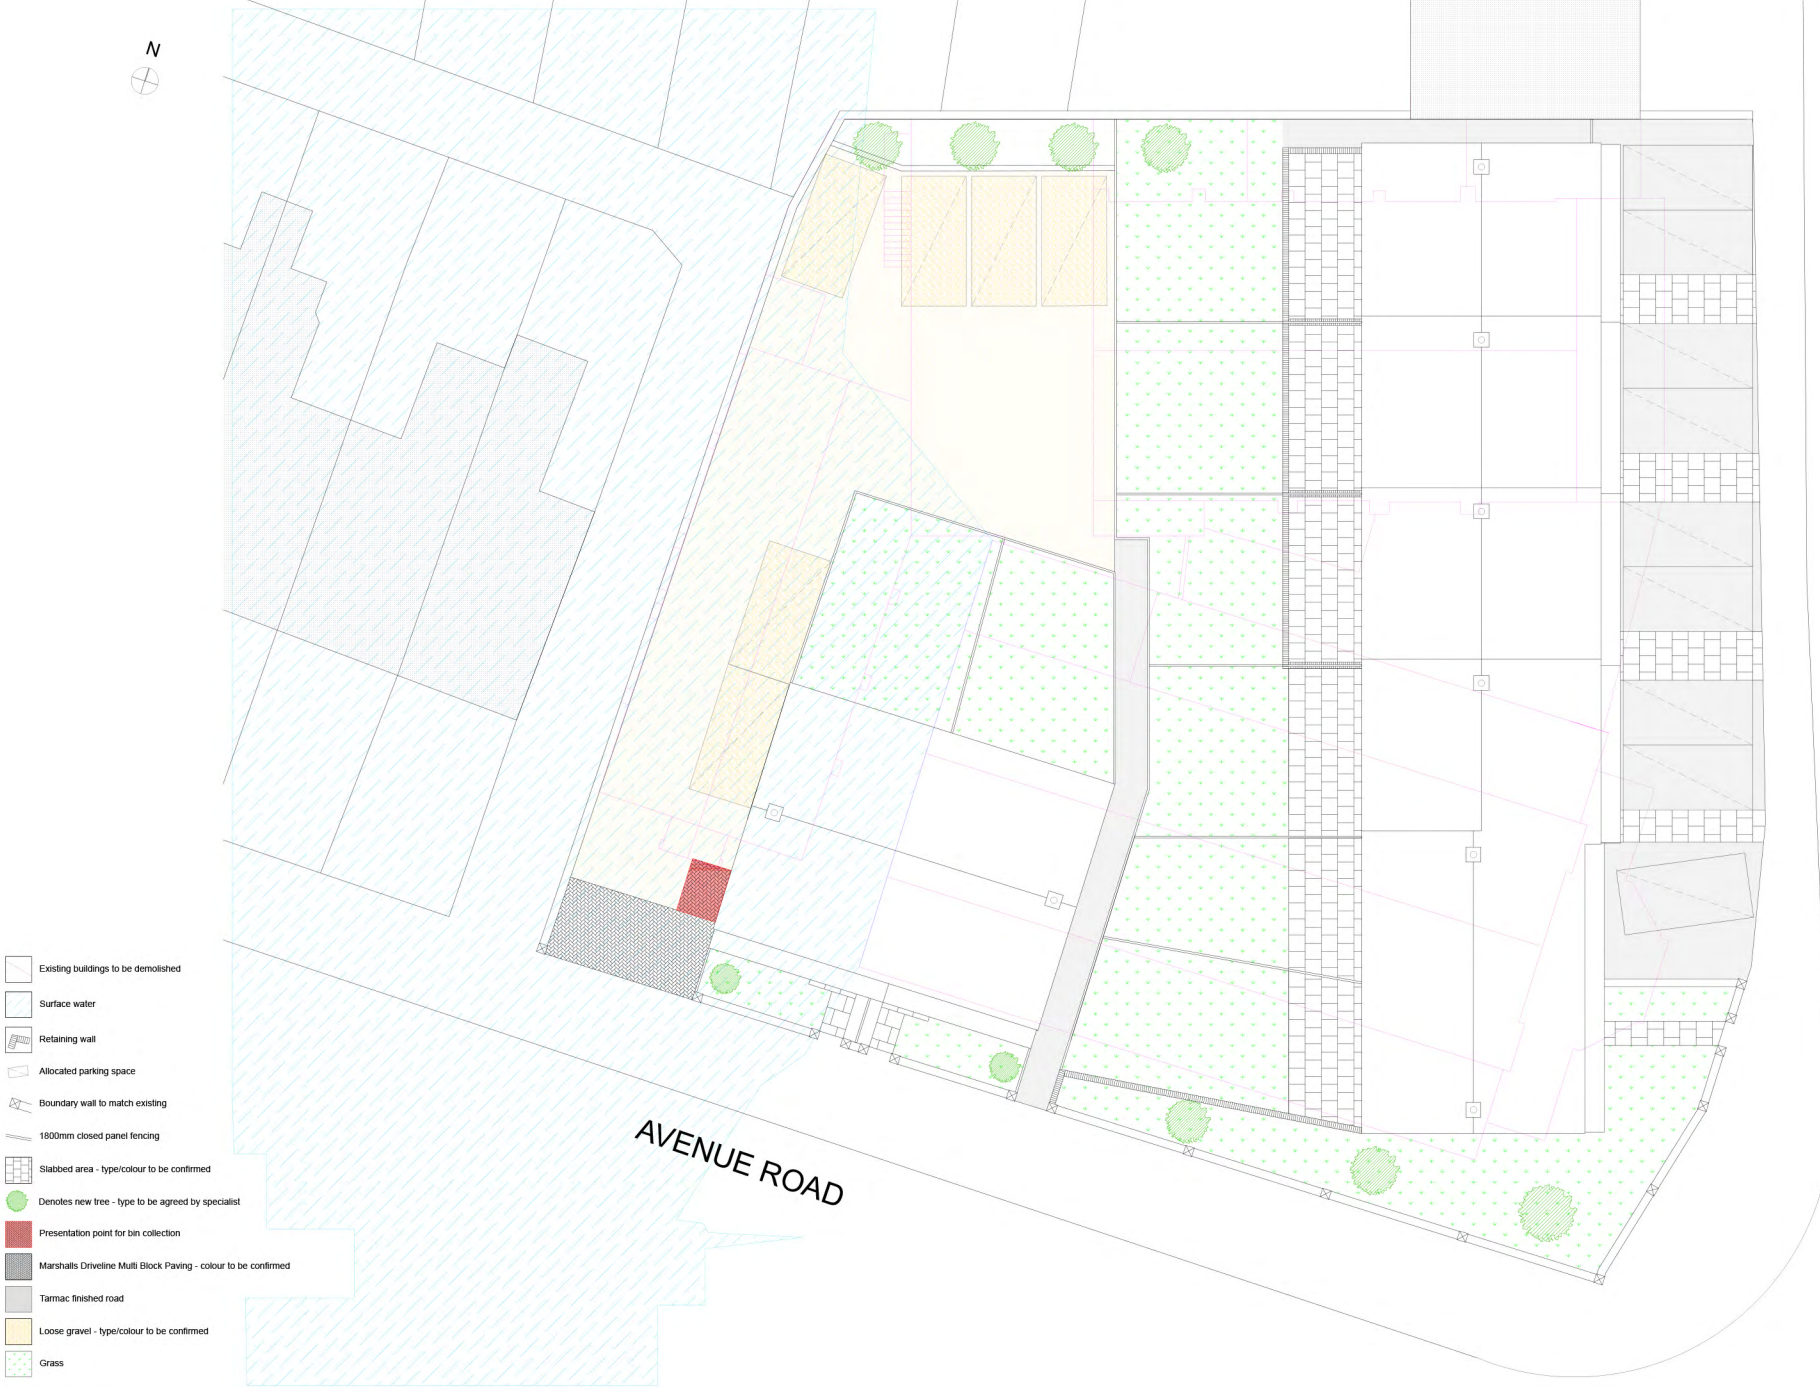 N
AVENUE ROAD
Existing buildings to be demolished
Surface water
Retaining wall
Allocated parking space
Boundary wall to match existing
1800mm closed panel fencing
Slabbed area - type/colour to be confirmed
Denotes new tree - type to be agreed by specialist
Presentation point for bin collection
Marshalls Driveline Multi Block Paving - colour to be confirmed
Tarmac finished road
Loose gravel - type/colour to be confirmed
Grass